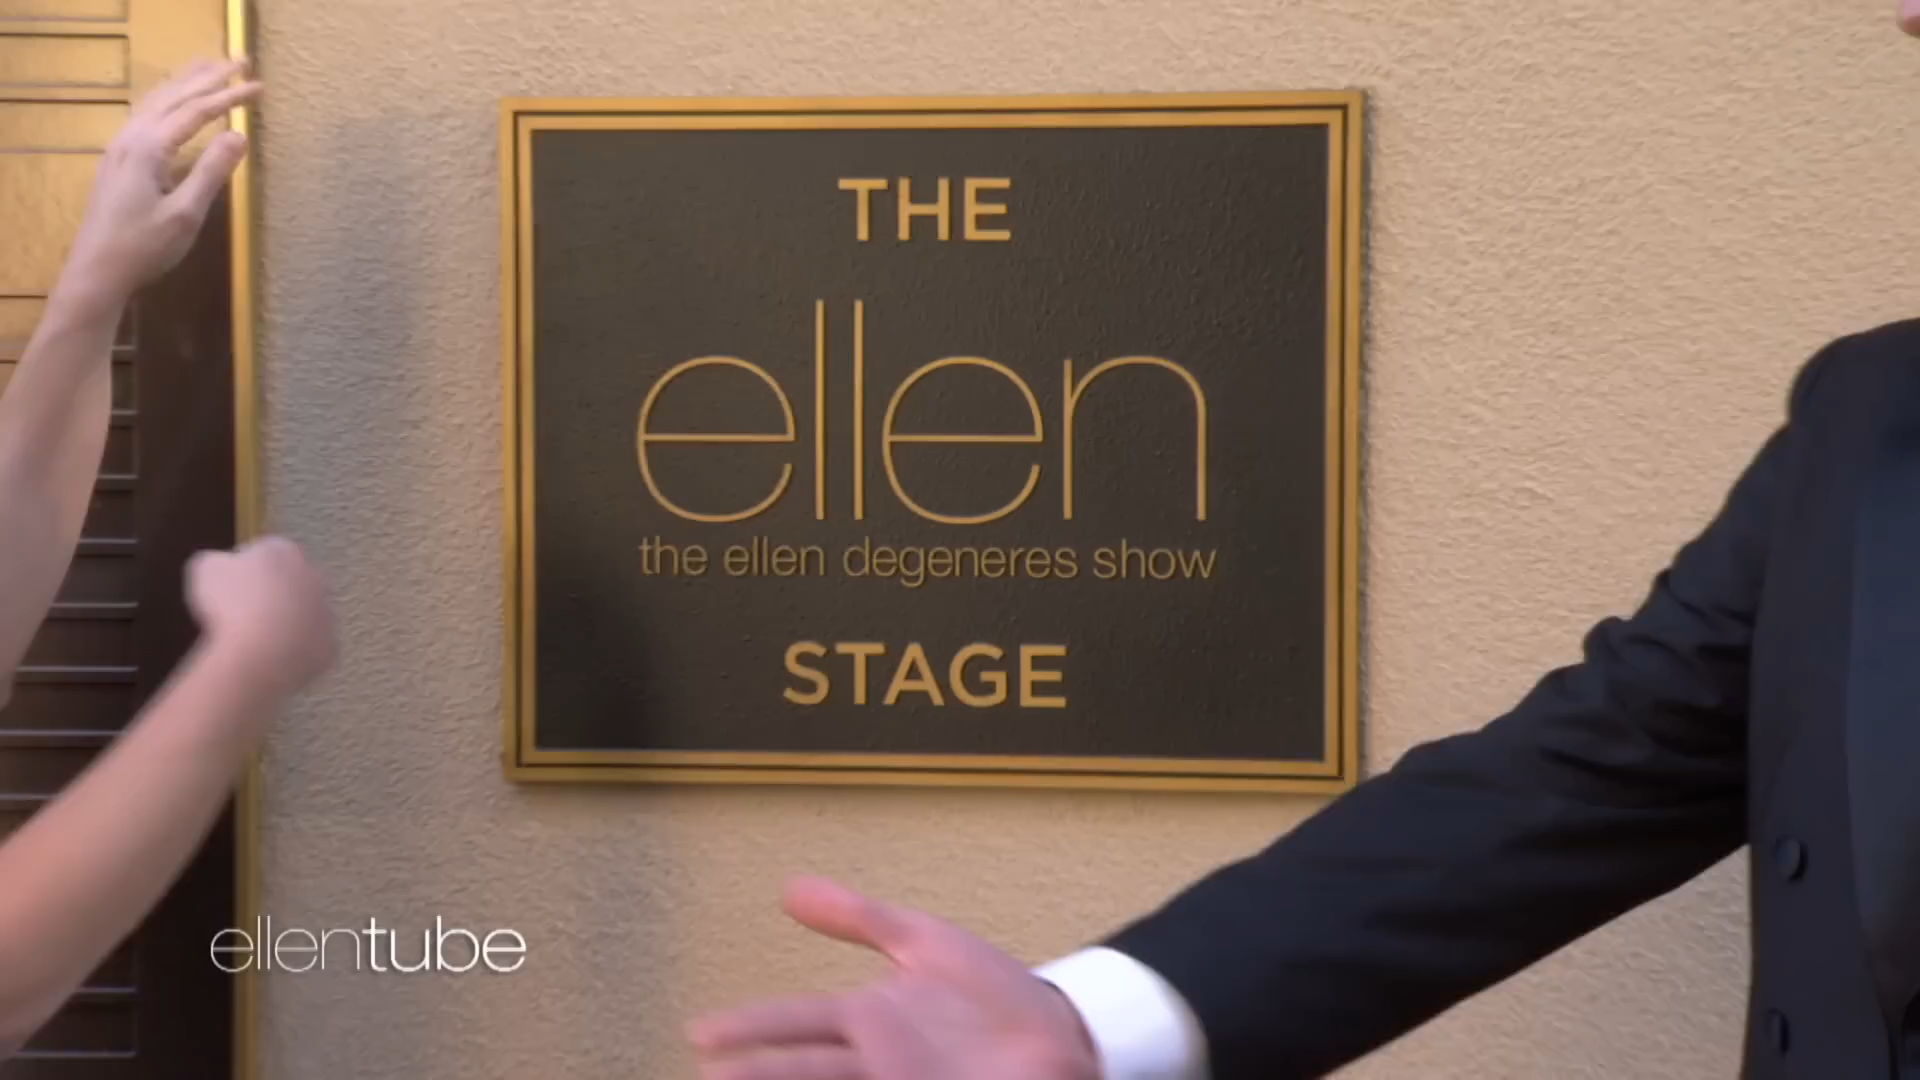 THE
ellen
the ellen degeneres show
STAGE
ellentube